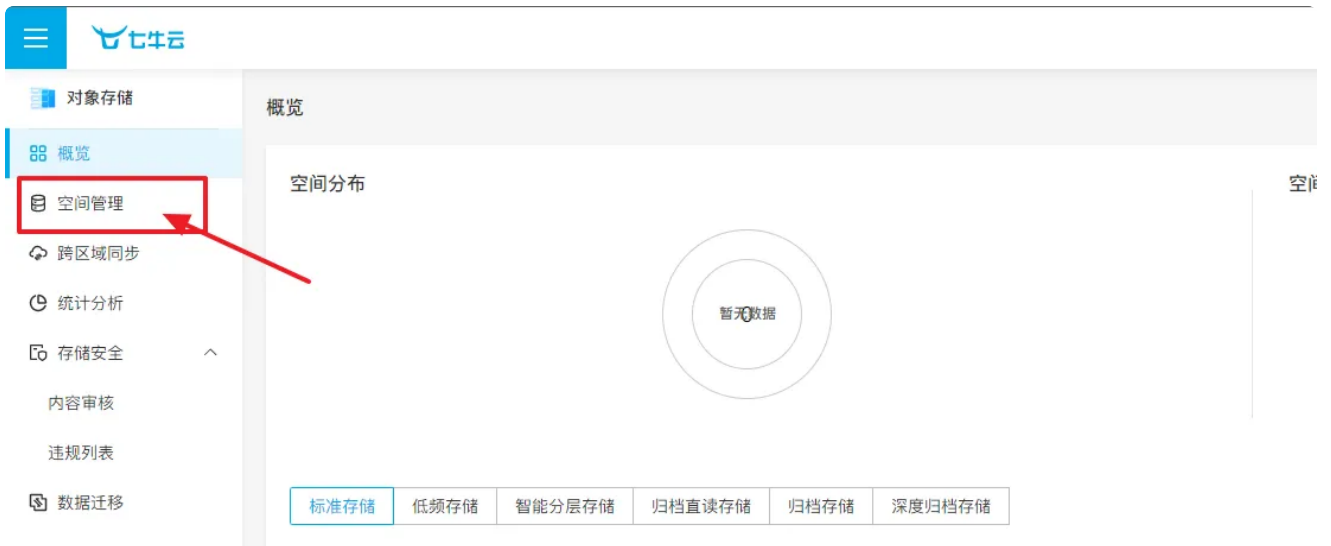 七牛云
对象存储
概览
概览
空间分布
空间管理
跨区域同步
统计分析
存储安全
内容审核
违规列表
数据迁移
暂无数据
0
标准存储
低频存储
智能分层存储
归档直读存储
归档存储
深度归档存储